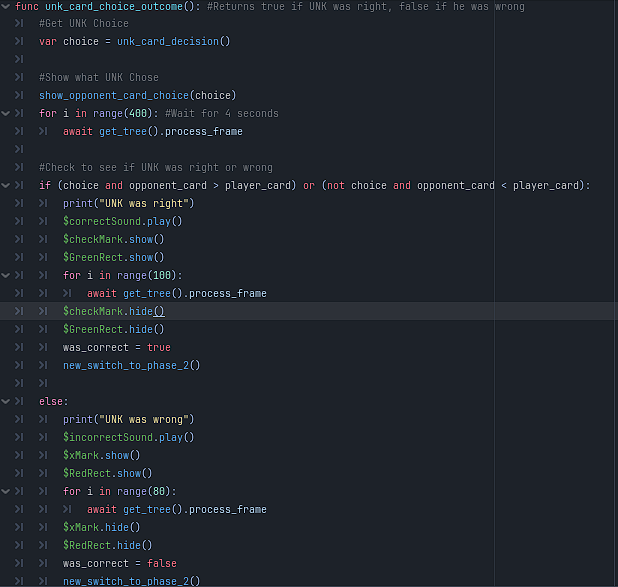 func unk_card_choice_outcome(): #Returns true if UNK was right, false if he was wrong
#Get UNK Choice
var choice = unk_card_decision()
#Show what UNK Chose
show_opponent_card_choice(choice)
for i in range(400): #Wait for 4 seconds
await get_tree().process_frame
#Check to see if UNK was right or wrong
if (choice and opponent_card > player_card) or (not choice and opponent_card < player_card):
print("UNK was right")
$correctSound.play()
$checkMark.show()
$GreenRect.show()
for i in range(100):
await get_tree().process_frame
$checkMark.hide()
$GreenRect.hide()
was_correct = true
new_switch_to_phase_2()
else:
print("UNK was wrong")
$incorrectSound.play()
$xMark.show()
$RedRect.show()
for i in range(80):
await get_tree().process_frame
$xMark.hide()
$RedRect.hide()
was_correct = false
new_switch_to_phase_2()